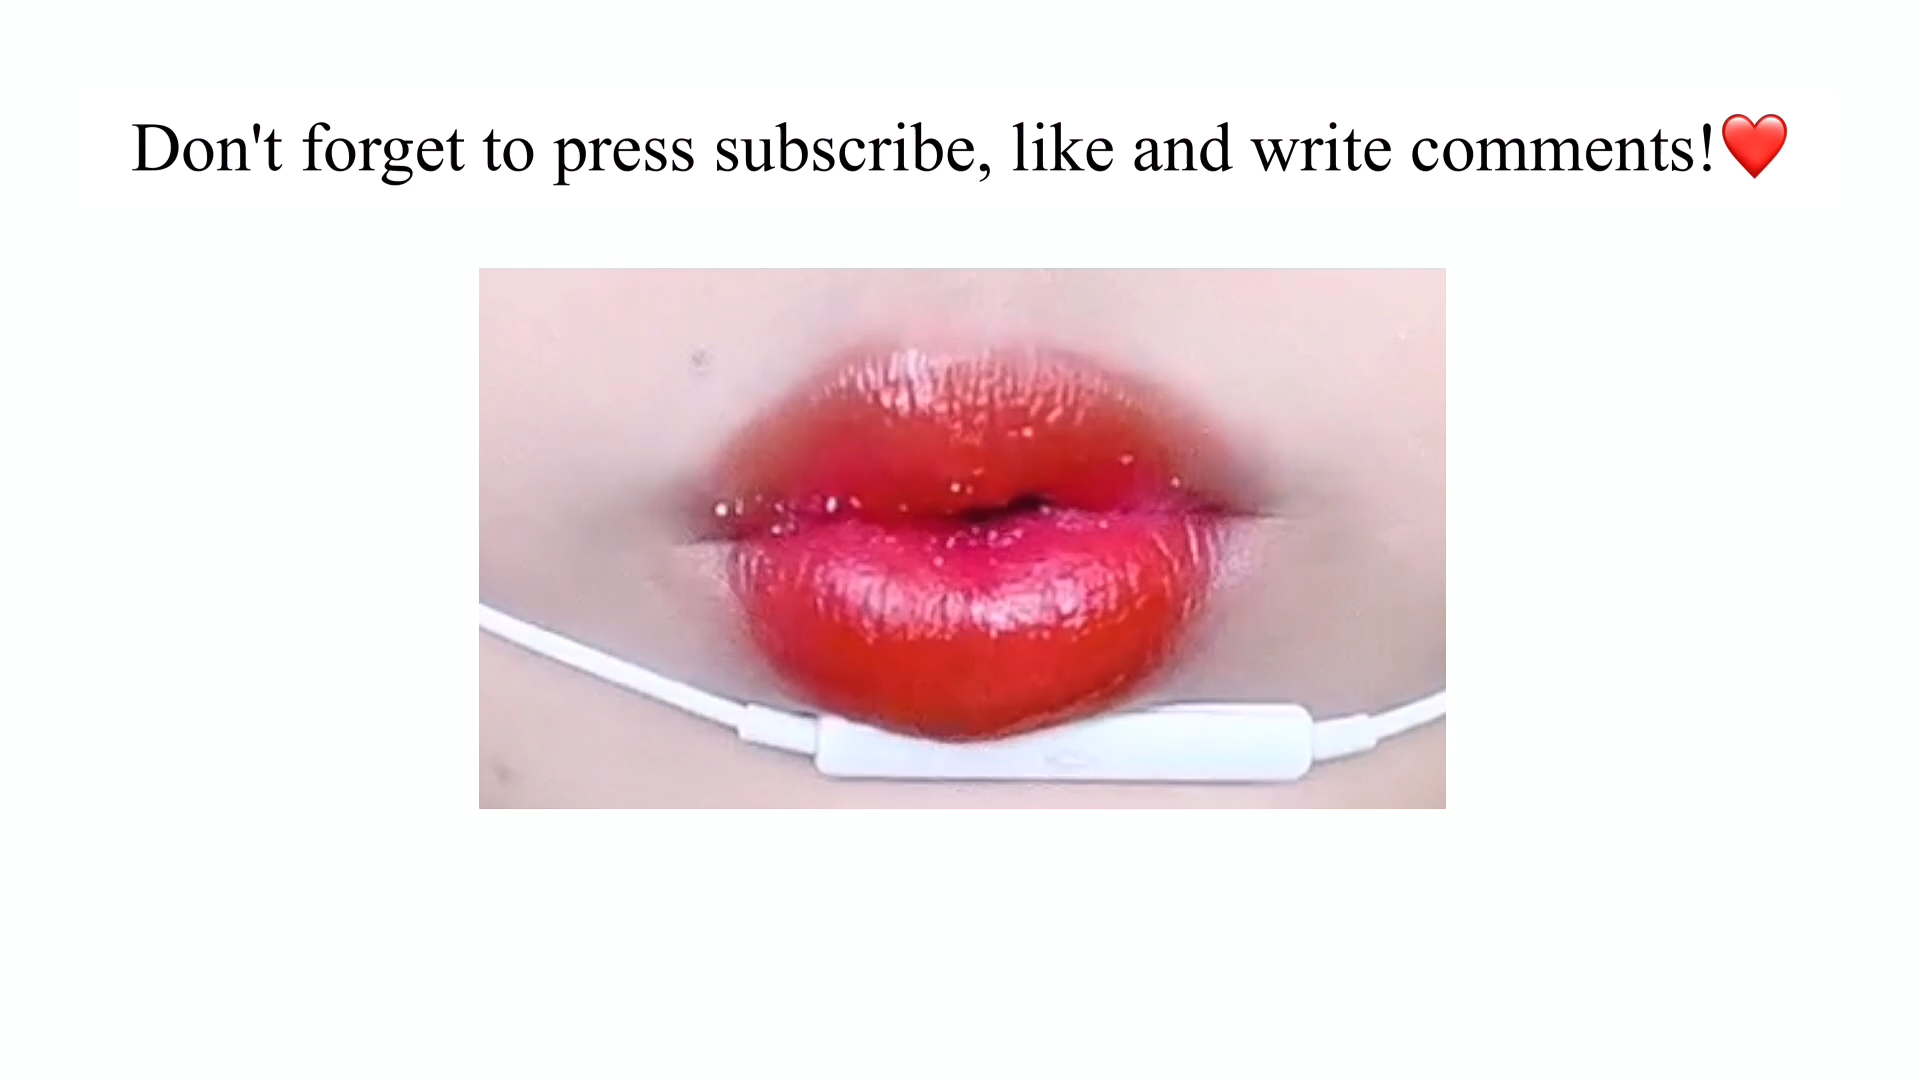 Don't forget to press subscribe, like and write comments!❤️